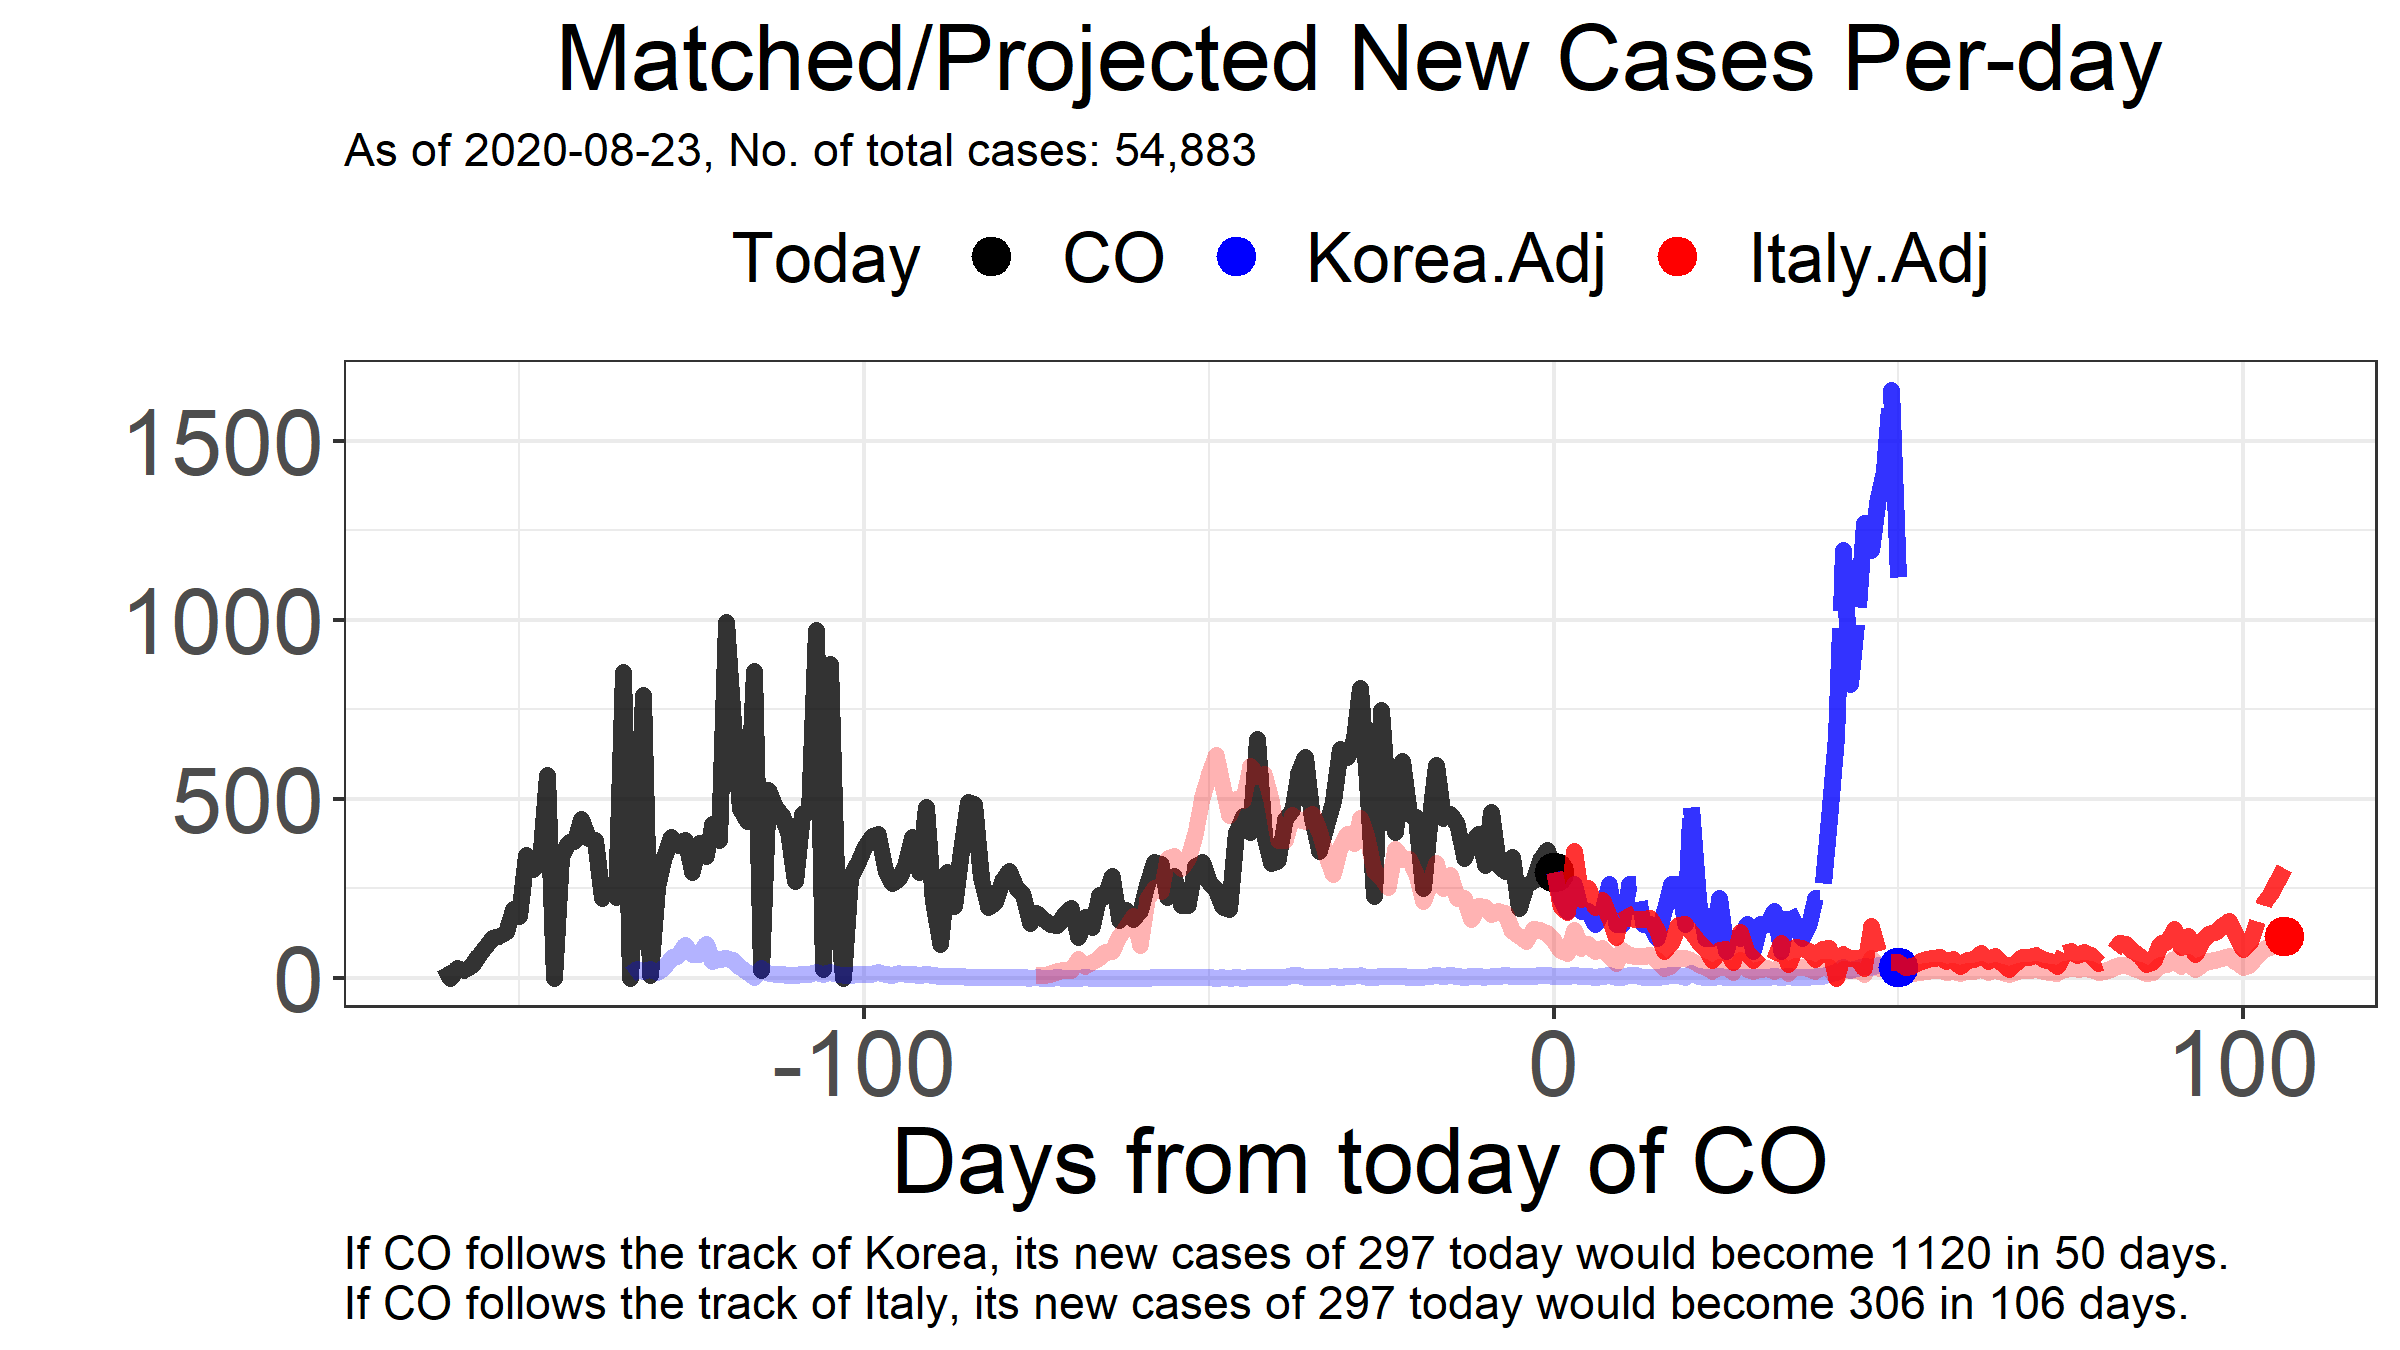 Matched/Projected New Cases Per-day
As of 2020-08-23, No. of total cases: 54,883
Today CO Korea.Adj Italy.Adj
1500
1000
500
0
-100 0 100
Days from today of CO
If CO follows the track of Korea, its new cases of 297 today would become 1120 in 50 days.
If CO follows the track of Italy, its new cases of 297 today would become 306 in 106 days.